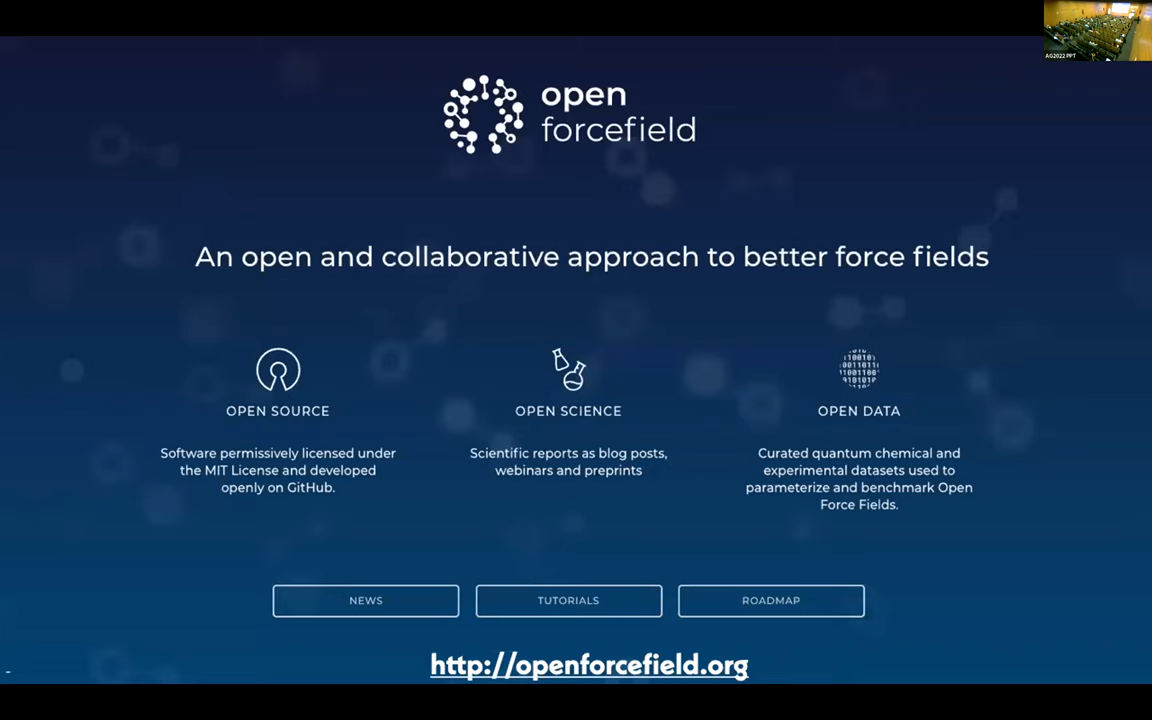 AG2022 PPT
open
forcefield
An open and collaborative approach to better force fields
OPEN SOURCE
Software permissively licensed under
the MIT License and developed
openly on GitHub.
OPEN SCIENCE
Scientific reports as blog posts,
webinars and preprints
OPEN DATA
Curated quantum chemical and
experimental datasets used to
parameterize and benchmark Open
Force Fields.
NEWS
TUTORIALS
ROADMAP
http://openforcefield.org